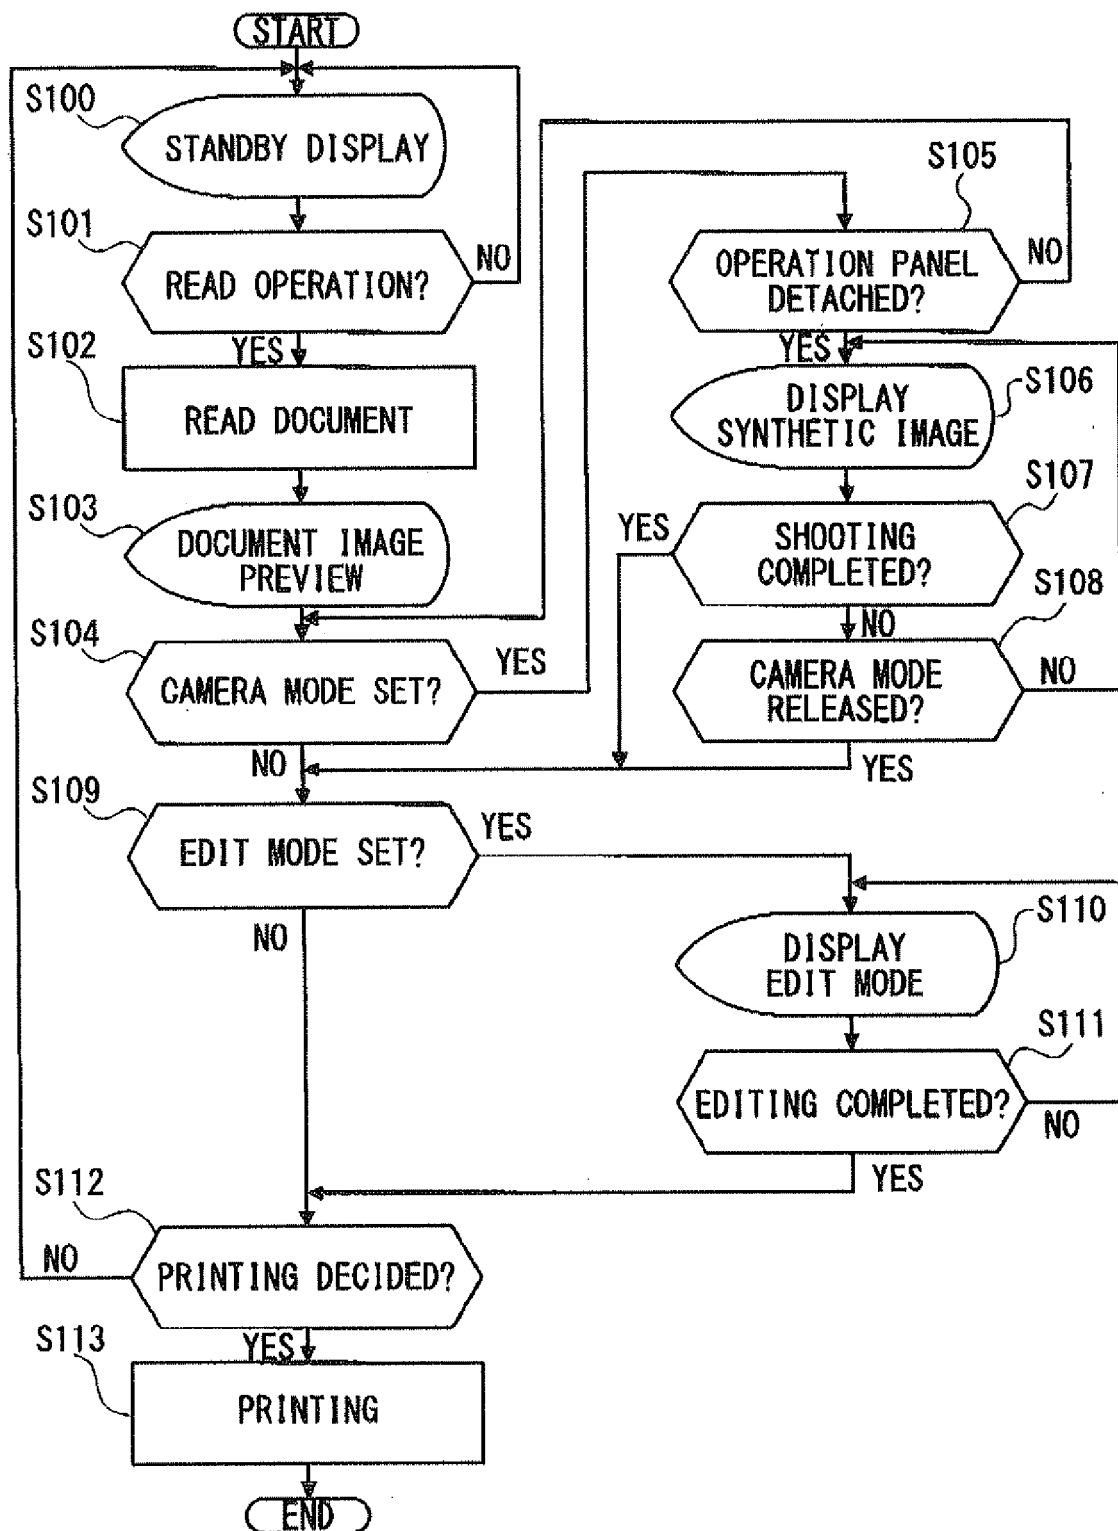 START
S100
STANDBY DISPLAY
S101
READ OPERATION?
NO
YES
S102
READ DOCUMENT
S103
DOCUMENT IMAGE
PREVIEW
S104
CAMERA MODE SET?
YES
NO
S105
OPERATION PANEL
DETACHED?
NO
YES
S106
DISPLAY
SYNTHETIC IMAGE
S107
YES
SHOOTING
COMPLETED?
NO
S108
CAMERA MODE
RELEASED?
NO
YES
S109
EDIT MODE SET?
YES
NO
S110
DISPLAY
EDIT MODE
S111
EDITING COMPLETED?
NO
YES
S112
NO
PRINTING DECIDED?
YES
S113
PRINTING
END